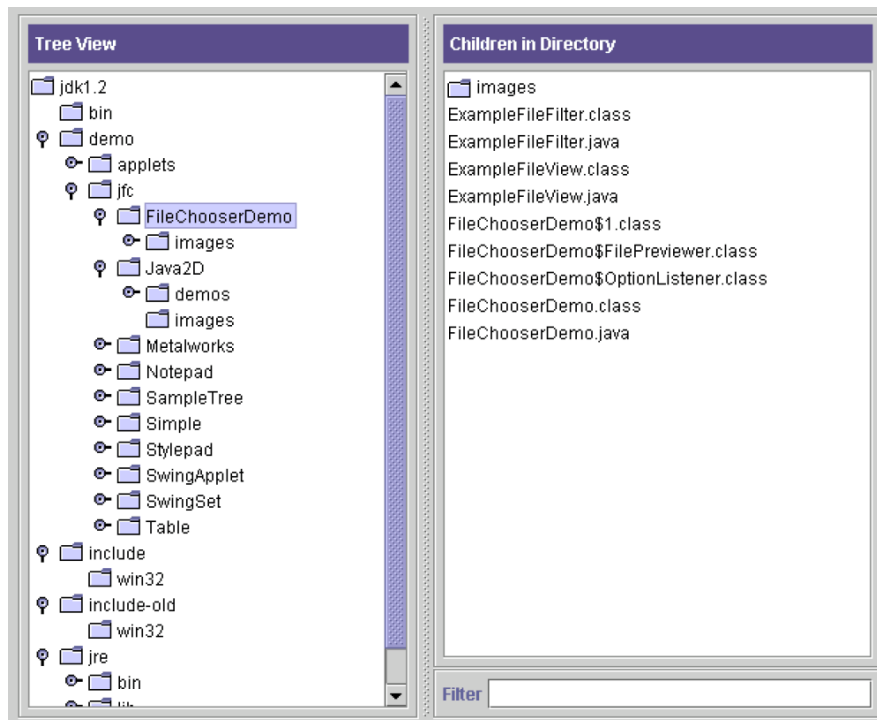 Tree View
jdk1.2
bin
demo
applets
jfc
FileChooserDemo
images
Java2D
demos
images
Metalworks
Notepad
SampleTree
Simple
Stylepad
SwingApplet
SwingSet
Table
include
win32
include-old
win32
jre
bin
Children in Directory
images
ExampleFileFilter.class
ExampleFileFilter.java
ExampleFileView.class
ExampleFileView.java
FileChooserDemo$1.class
FileChooserDemo$FilePreviewer.class
FileChooserDemo$OptionListener.class
FileChooserDemo.class
FileChooserDemo.java
Filter